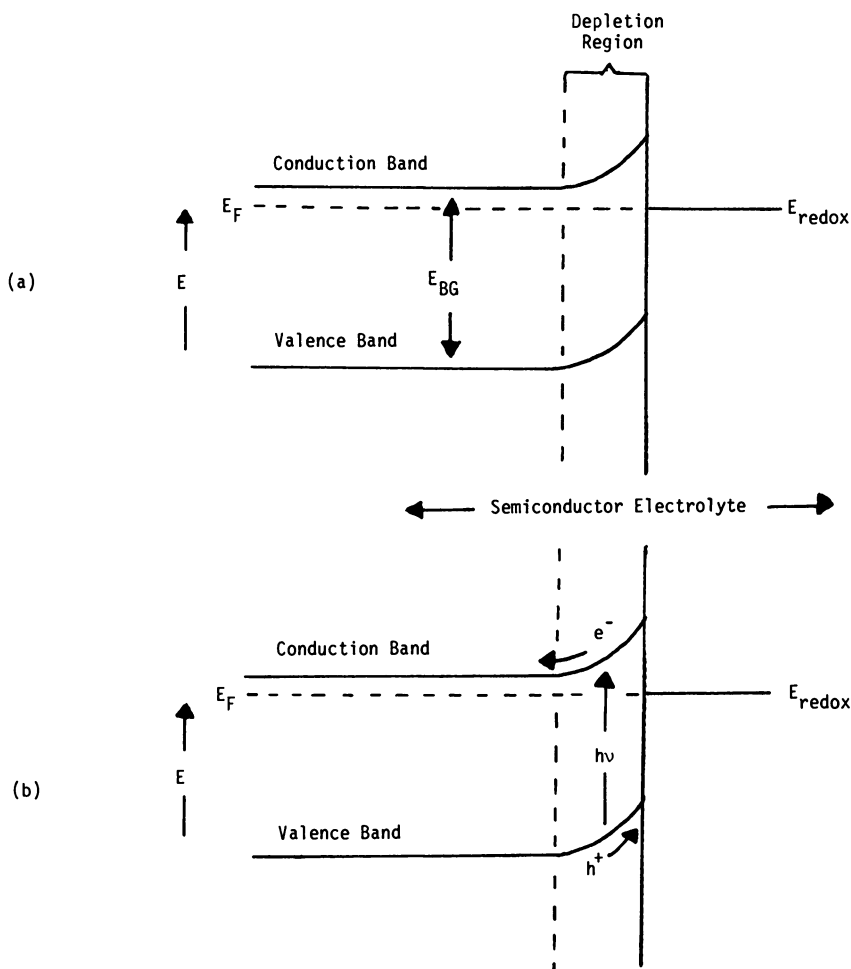 Depletion
Region
Conduction Band
E_F
E_redox
(a)
E
E_BG
Valence Band
Semiconductor Electrolyte
e⁻
Conduction Band
E_F
E_redox
hν
E
(b)
Valence Band
h⁺